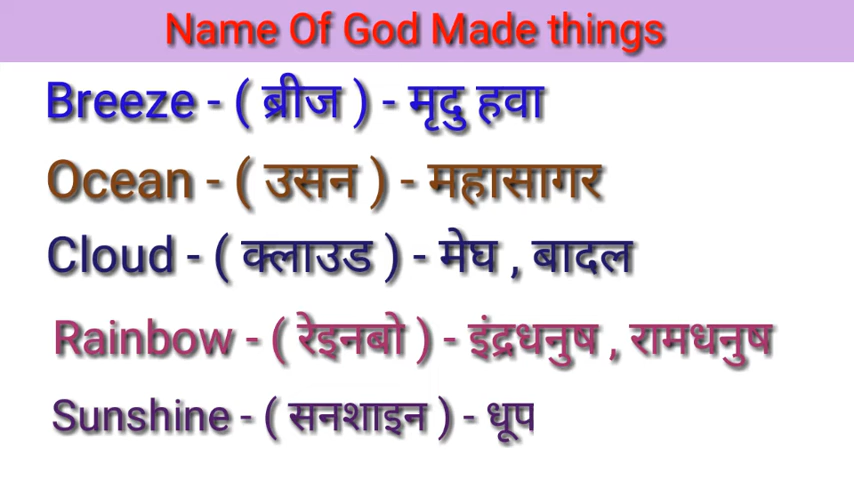 Name Of God Made things
Breeze - ( ब्रीज ) - मृदु हवा
Ocean - ( उसन ) - महासागर
Cloud - ( क्लाउड ) - मेघ , बादल
Rainbow - ( रेइनबो ) - इंद्रधनुष , रामधनुष
Sunshine - ( सनशाइन ) - धूप